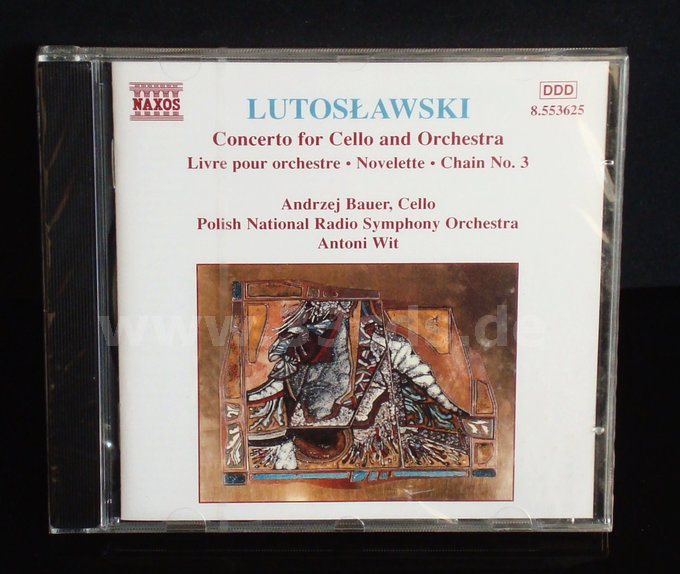 NAXOS
LUTOSŁAWSKI
DDD
8.553625
Concerto for Cello and Orchestra
Livre pour orchestre • Novelette • Chain No. 3
Andrzej Bauer, Cello
Polish National Radio Symphony Orchestra
Antoni Wit